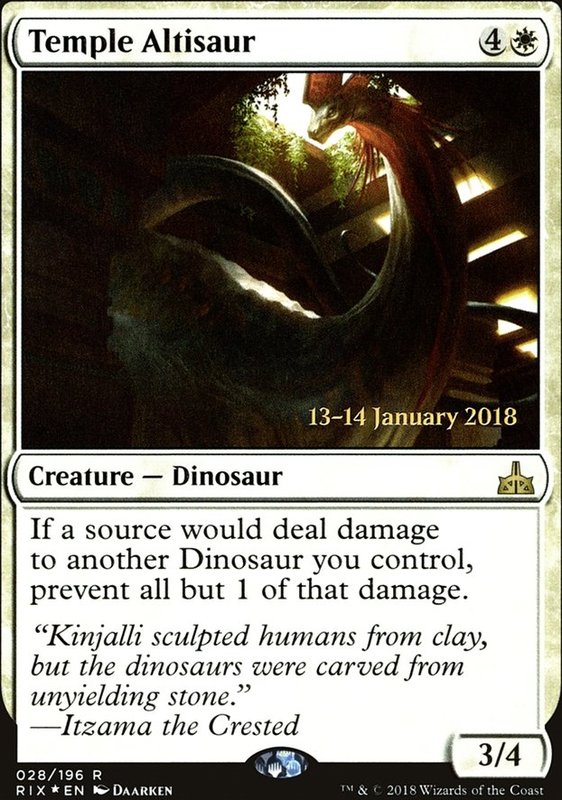 Temple Altisaur 4
13–14 January 2018
Creature — Dinosaur
If a source would deal damage
to another Dinosaur you control,
prevent all but 1 of that damage.
“Kinjalli sculpted humans from clay,
but the dinosaurs were carved from
unyielding stone.”
—Itzama the Crested
3/4
028/196 R
RIX★EN Daarken
™ & © 2018 Wizards of the Coast